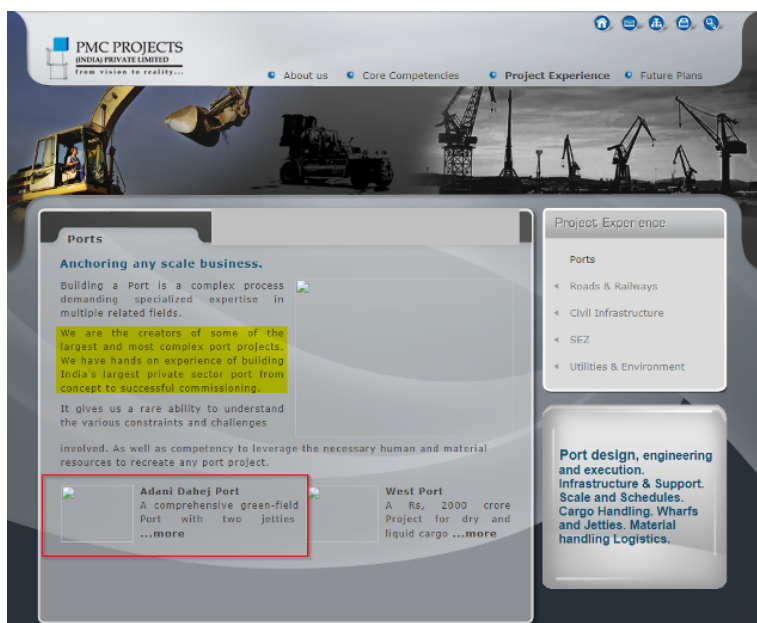 PMC PROJECTS
(INDIA) PRIVATE LIMITED
from vision to reality...
About us Core Competencies Project Experience Future Plans
Ports
Anchoring any scale business.
Building a Port is a complex process
demanding specialized expertise in
multiple related fields.
We are the creators of some of the
largest and most complex port projects.
We have hands on experience of building
India's largest private sector port from
concept to successful commissioning.
It gives us a rare ability to understand
the various constraints and challenges
involved. As well as competency to leverage the necessary human and material
resources to recreate any port project.
Adani Dahej Port
A comprehensive green-field
Port with two jetties
...more
West Port
A Rs, 2000 crore
Project for dry and
liquid cargo ...more
Project Experience
Ports
Roads & Railways
Civil Infrastructure
SEZ
Utilities & Environment
Port design, engineering
and execution.
Infrastructure & Support.
Scale and Schedules.
Cargo Handling. Wharfs
and Jetties. Material
handling Logistics.